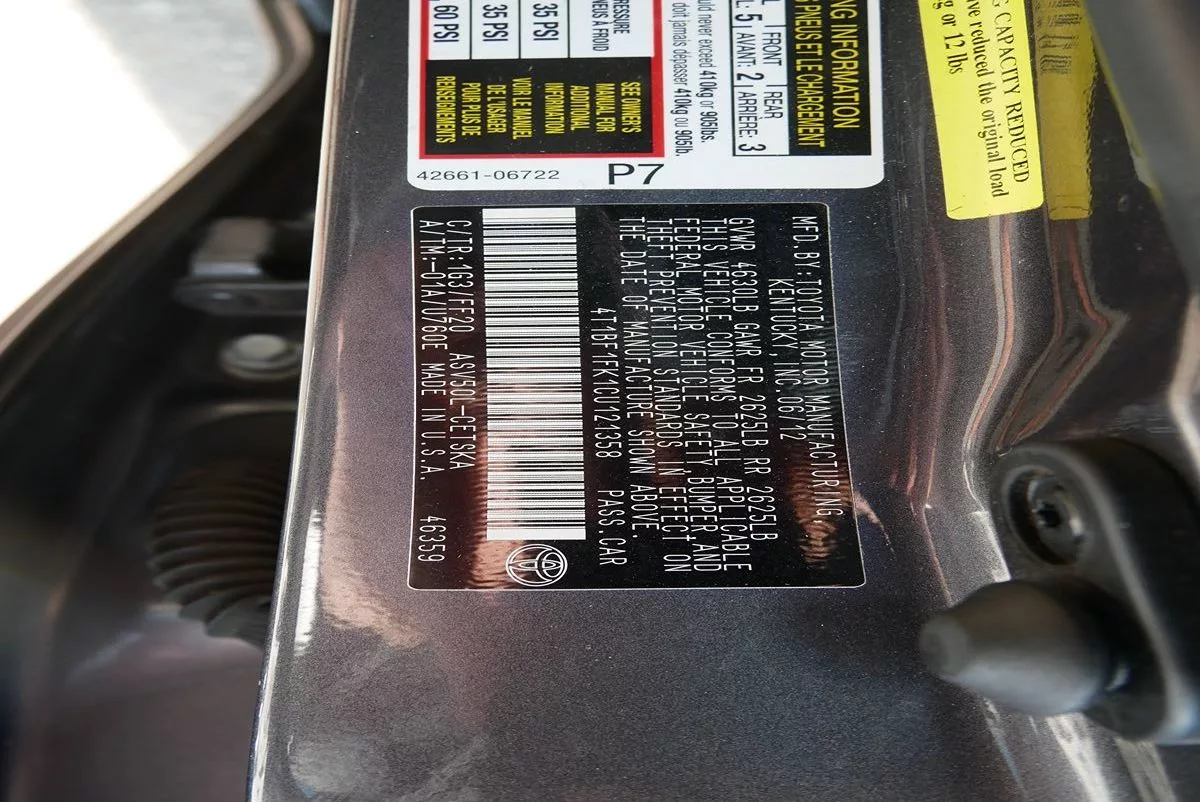 NG INFORMATION
S PNEUS ET LE CHARGEMENT
L FRONT REAR
L: 5 AVANT: 2 ARRIÈRE: 3
uld never exceed 410kg or 905lbs.
doit jamais dépasser 410kg ou 905lb.
RESSURE
NEUS À FROID
35 PSI
35 PSI
60 PSI
SEE OWNER'S
MANUAL FOR
ADDITIONAL
INFORMATION
VOIR LE MANUEL
DE L'USAGER
POUR PLUS DE
RENSEIGNEMENTS
42661-06722
P7
G CAPACITY REDUCED
ve reduced the original load
g or 12 lbs
MFD.BY:TOYOTA MOTOR MANUFACTURING,
KENTUCKY,INC.06/12
GVWR 4630LB GAWR FR 2625LB RR 2625LB
THIS VEHICLE CONFORMS TO ALL APPLICABLE
FEDERAL MOTOR VEHICLE SAFETY, BUMPER, AND
THEFT PREVENTION STANDARDS IN EFFECT ON
THE DATE OF MANUFACTURE SHOWN ABOVE.
4T1BF1FK1CU121358 PASS.CAR
C/TR:1G3/FF20 ASV50L-CETSKA
A/TM:-01A/U760E MADE IN U.S.A. 46359